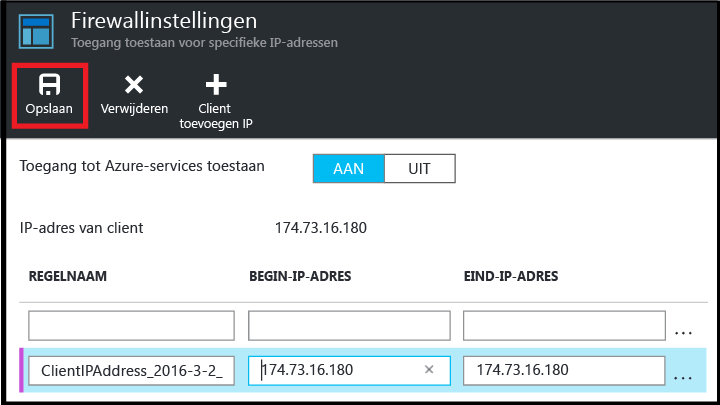 Firewallinstellingen
Toegang toestaan voor specifieke IP-adressen
Opslaan
Verwijderen
Client
toevoegen IP
Toegang tot Azure-services toestaan
AAN
UIT
IP-adres van client
174.73.16.180
REGELNAAM
BEGIN-IP-ADRES
EIND-IP-ADRES
...
ClientIPAddress_2016-3-2_
174.73.16.180
174.73.16.180
...